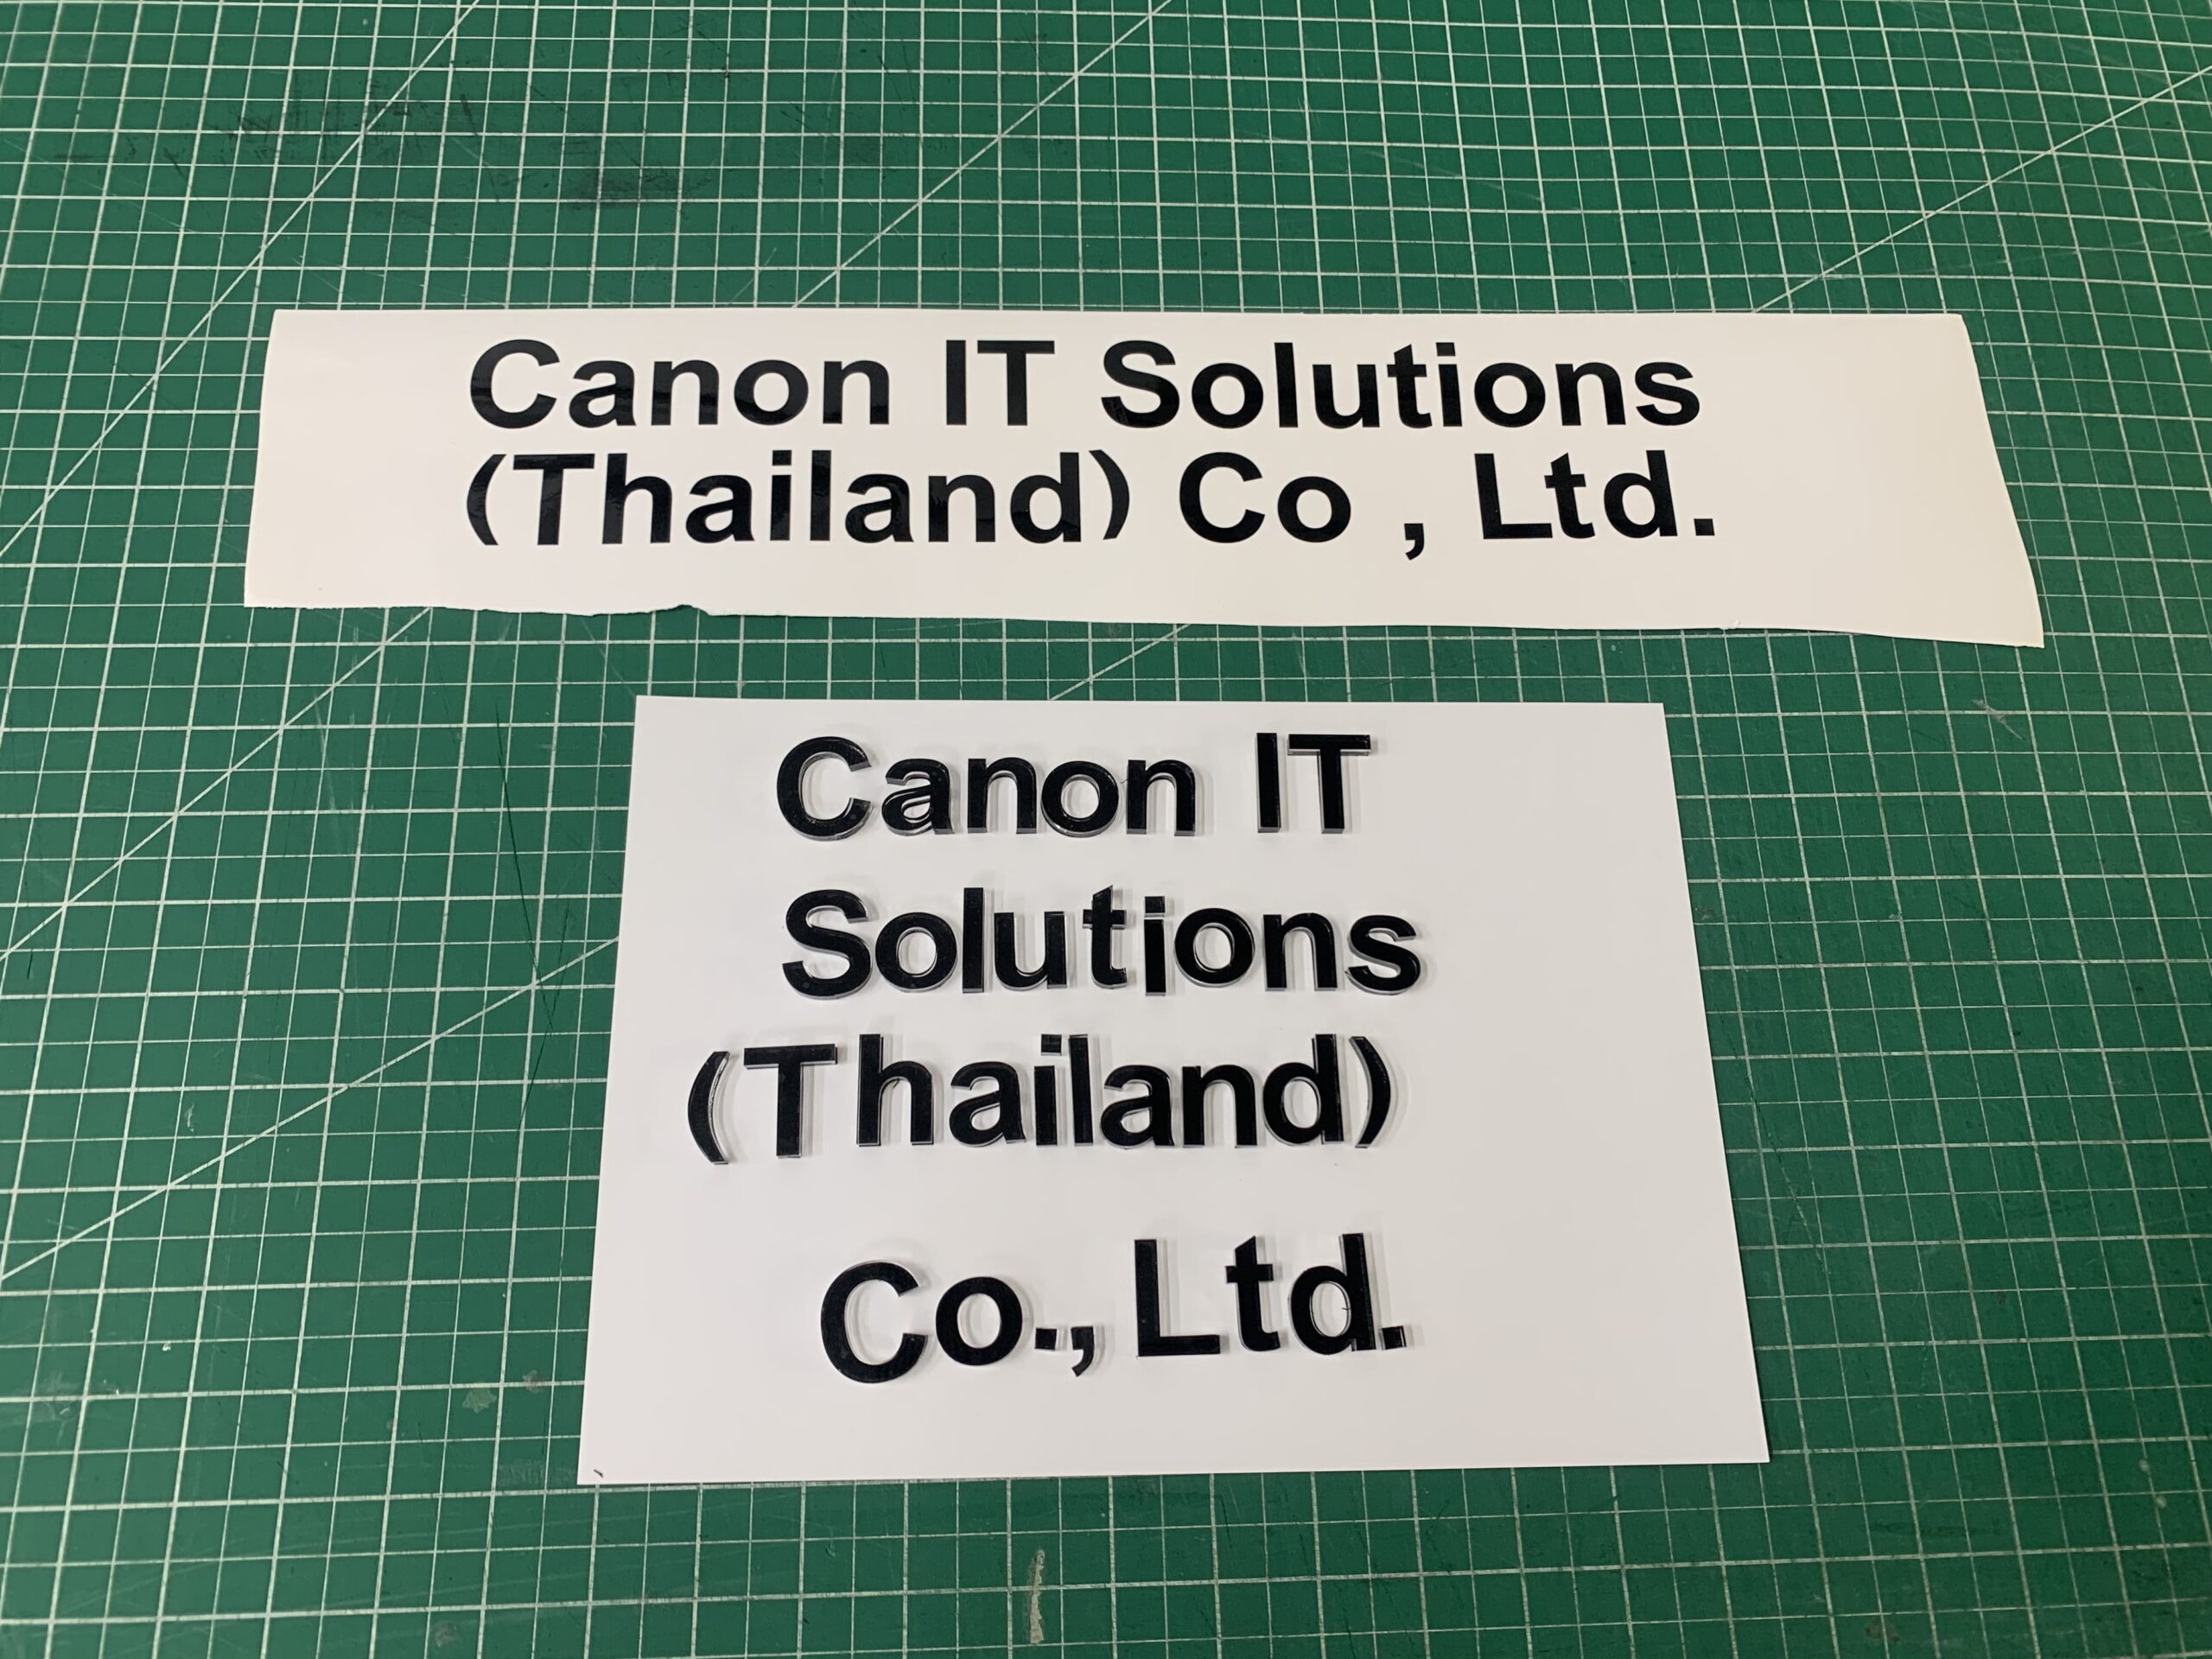 Canon IT Solutions
(Thailand) Co , Ltd.
Canon IT
Solutions
(Thailand)
Co., Ltd.